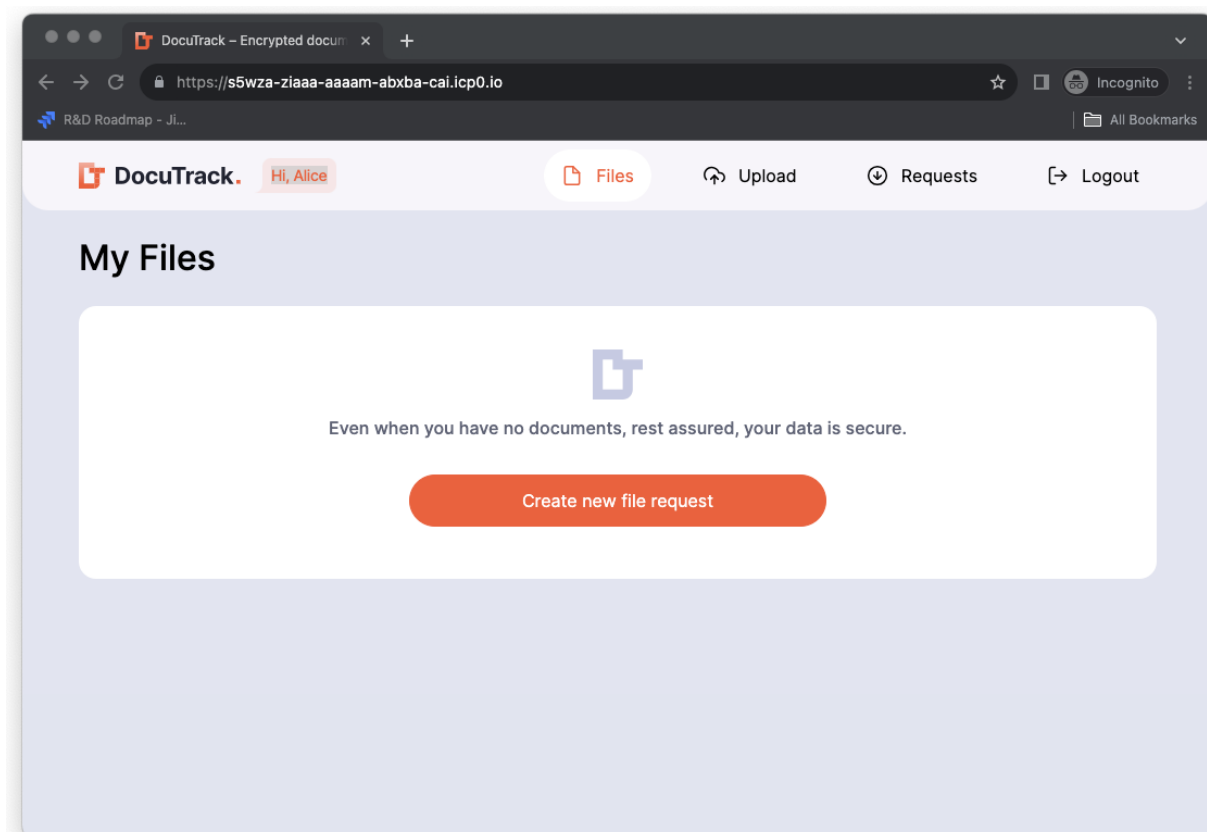 DocuTrack – Encrypted docum
https://s5wza-ziaaa-aaaam-abxba-cai.icp0.io
Incognito
R&D Roadmap - Ji...
All Bookmarks
DocuTrack.
Hi, Alice
Files
Upload
Requests
Logout
My Files
Even when you have no documents, rest assured, your data is secure.
Create new file request